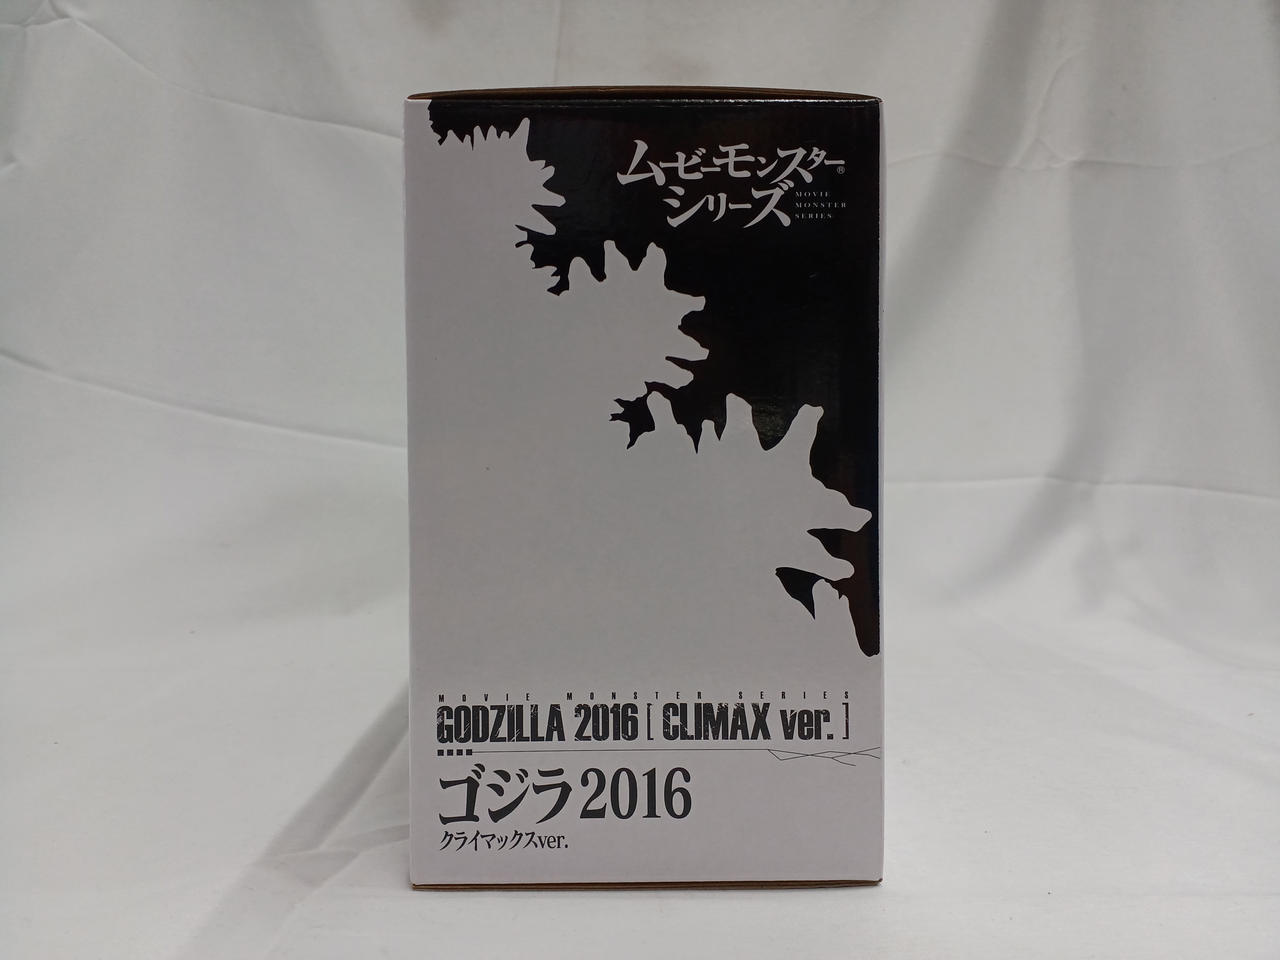 ムービーモンスター®
シリーズ
MOVIE
MONSTER
SERIES
MOVIE MONSTER SERIES
GODZILLA 2016 [ CLIMAX ver. ]
ゴジラ2016
クライマックスver.